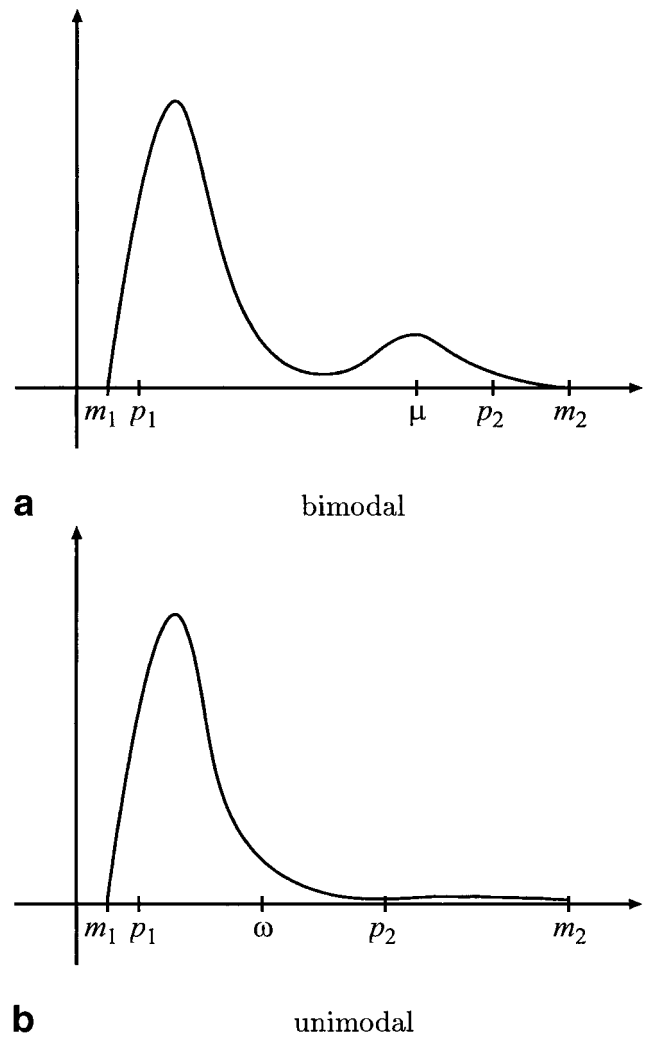 m₁ p₁ μ p₂ m₂
a bimodal
m₁ p₁ ω p₂ m₂
b unimodal